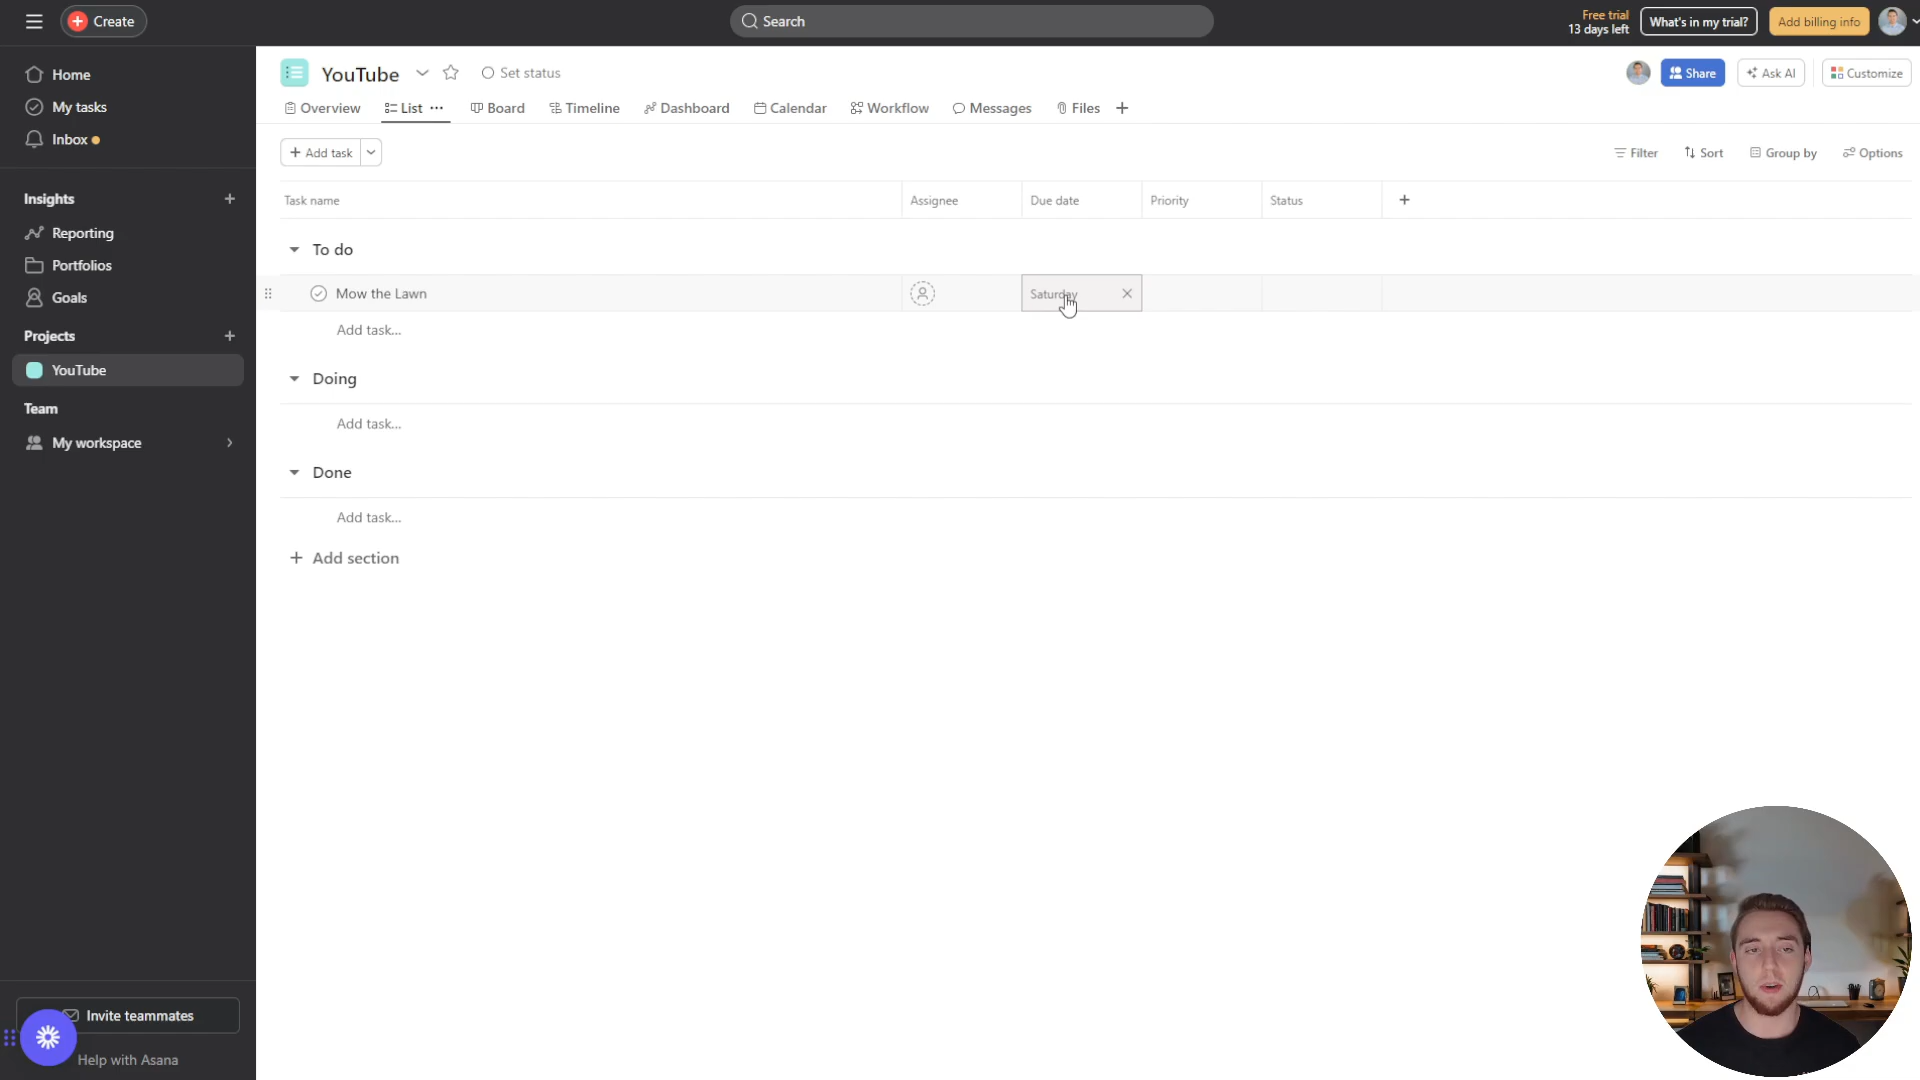 Create
Search
Free trial
13 days left
What's in my trial?
Add billing info
Home
My tasks
Inbox
Insights
Reporting
Portfolios
Goals
Projects
YouTube
Team
My workspace
Invite teammates
Help with Asana
YouTube
Set status
Share
Ask AI
Customize
Overview
List
Board
Timeline
Dashboard
Calendar
Workflow
Messages
Files
Add task
Filter
Sort
Group by
Options
Task name
Assignee
Due date
Priority
Status
To do
Mow the Lawn
Saturday
Add task...
Doing
Add task...
Done
Add task...
Add section